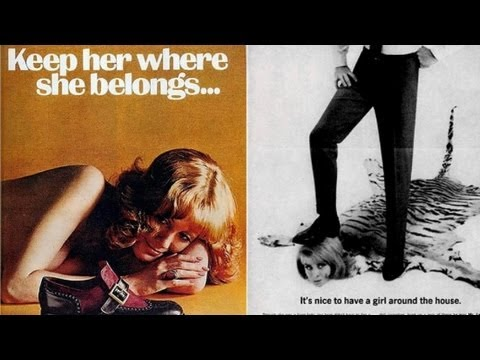 Keep her where
she belongs...
It's nice to have a girl around the house.